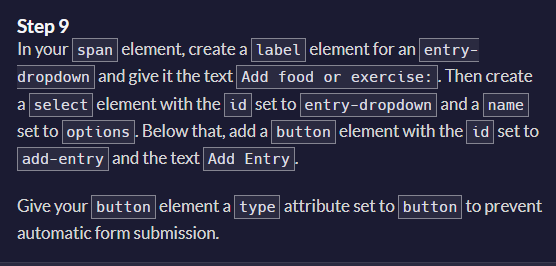 Step 9
In your span element, create a label element for an entry-
dropdown and give it the text Add food or exercise:. Then create
a select element with the id set to entry-dropdown and a name
set to options. Below that, add a button element with the id set to
add-entry and the text Add Entry.
Give your button element a type attribute set to button to prevent
automatic form submission.